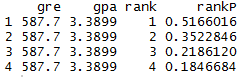 gre gpa rank rankP
1 587.7 3.3899 1 0.5166016
2 587.7 3.3899 2 0.3522846
3 587.7 3.3899 3 0.2186120
4 587.7 3.3899 4 0.1846684